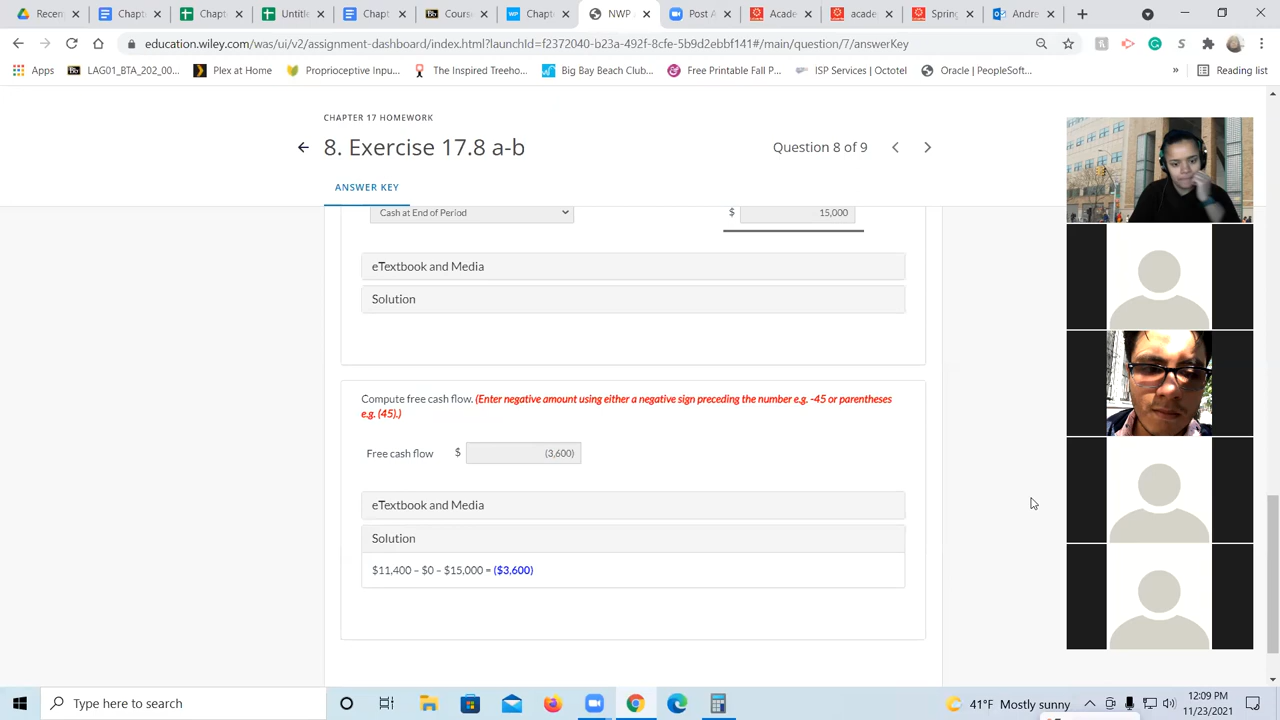 Recen
Chapt
Chapt
Untitle
Chapt
Cours
Chapt
NWP
Post A
Acade
acade
Spring
Andre
education.wiley.com/was/ui/v2/assignment-dashboard/index.html?launchId=f2372040-b23a-492f-8cfe-5b9d2ebbf141#/main/question/7/answerKey
Apps
LAG01_BTA_202_00...
Plex at Home
Proprioceptive Inpu...
The Inspired Treeho...
Big Bay Beach Club...
Free Printable Fall P...
ISP Services | Octotel
Oracle | PeopleSoft...
»
Reading list
CHAPTER 17 HOMEWORK
8. Exercise 17.8 a-b
Question 8 of 9
ANSWER KEY
Cash at End of Period
$ 15,000
eTextbook and Media
Solution
Compute free cash flow. (Enter negative amount using either a negative sign preceding the number e.g. -45 or parentheses
e.g. (45).)
Free cash flow $ (3,600)
eTextbook and Media
Solution
$11,400 – $0 – $15,000 = ($3,600)
Type here to search
41°F Mostly sunny
12:09 PM
11/23/2021